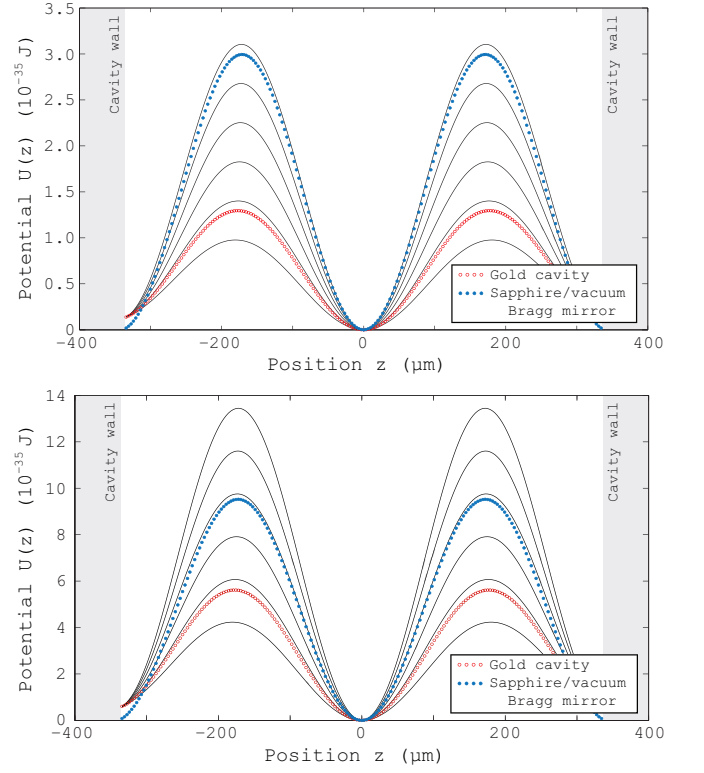 3.5
3.0
2.5
2.0
1.5
1.0
0.5
0
Potential U(z) (10⁻³⁵ J)
Cavity wall
Cavity wall
Gold cavity
Sapphire/vacuum
Bragg mirror
−400
−200
0
200
400
Position z (μm)
14
12
10
8
6
4
2
0
Potential U(z) (10⁻³⁵ J)
Cavity wall
Cavity wall
Gold cavity
Sapphire/vacuum
Bragg mirror
−400
−200
0
200
400
Position z (μm)